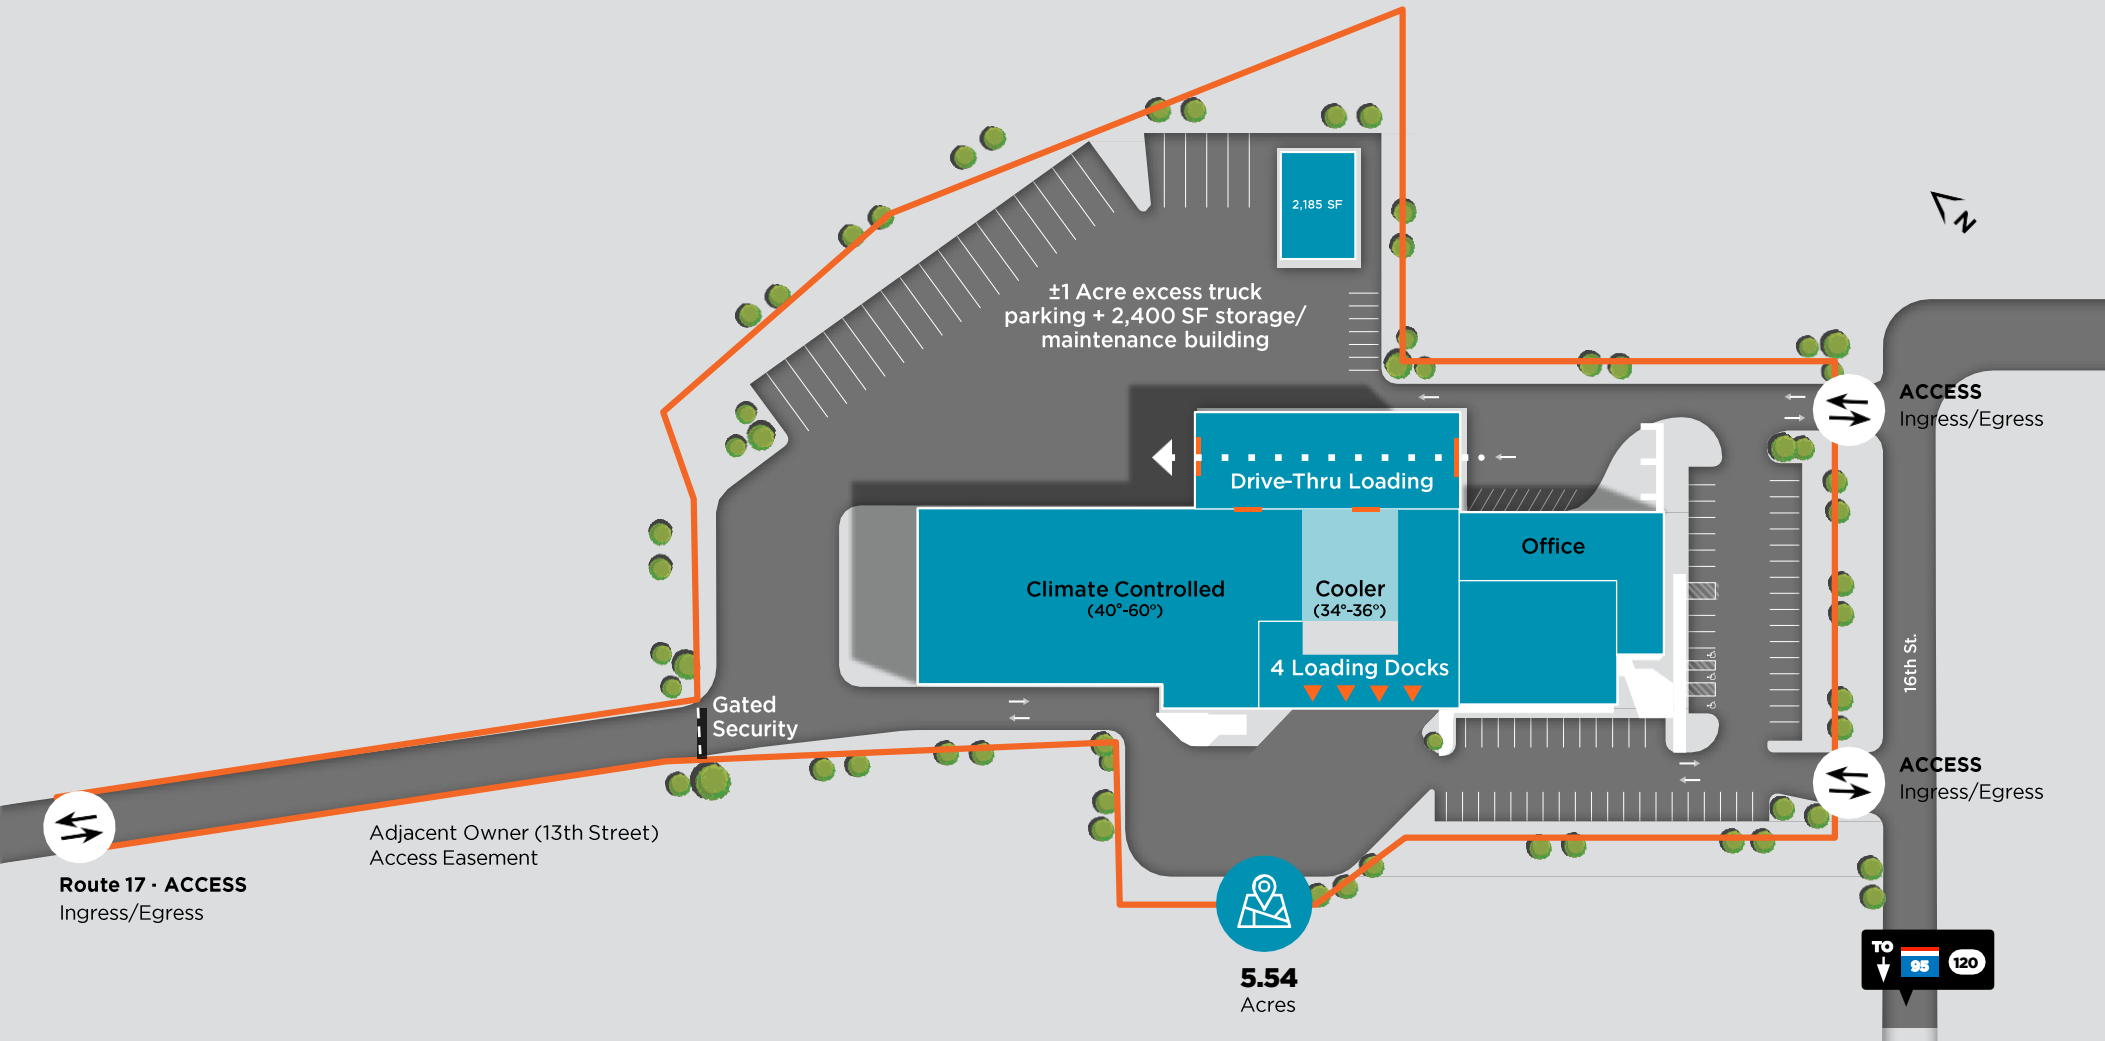 2,185 SF
N
±1 Acre excess truck
parking + 2,400 SF storage/
maintenance building
ACCESS
Ingress/Egress
Drive-Thru Loading
Office
Climate Controlled
(40°-60°)
Cooler
(34°-36°)
4 Loading Docks
16th St.
Gated
Security
ACCESS
Ingress/Egress
Adjacent Owner (13th Street)
Access Easement
Route 17 · ACCESS
Ingress/Egress
TO
95
120
5.54
Acres